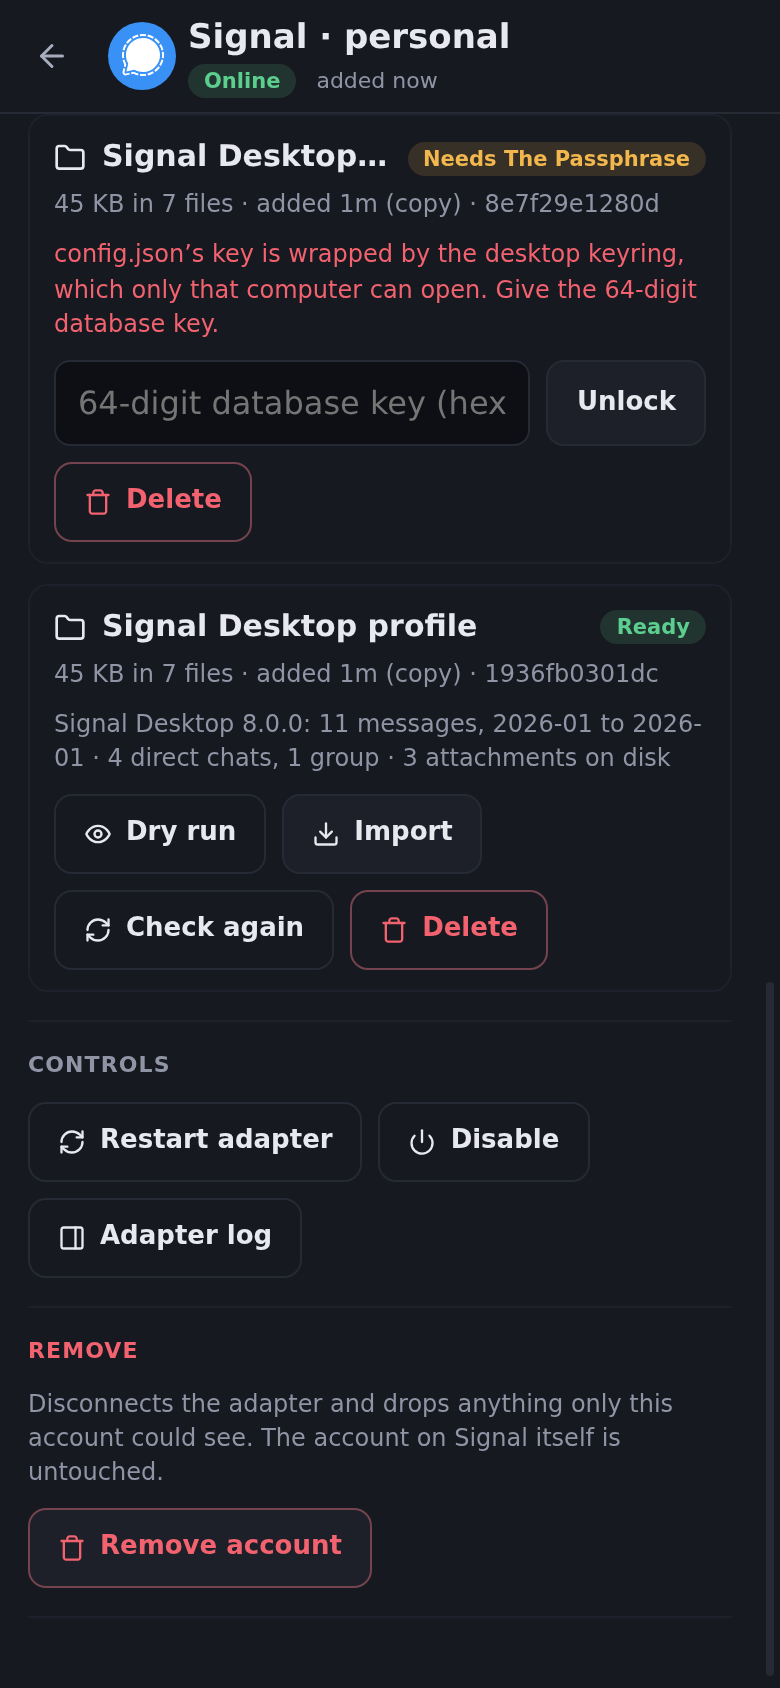 Signal · personal
Online added now
Signal Desktop... Needs The Passphrase
45 KB in 7 files · added 1m (copy) · 8e7f29e1280d
config.json’s key is wrapped by the desktop keyring,
which only that computer can open. Give the 64-digit
database key.
64-digit database key (hex Unlock
Delete
Signal Desktop profile Ready
45 KB in 7 files · added 1m (copy) · 1936fb0301dc
Signal Desktop 8.0.0: 11 messages, 2026-01 to 2026-
01 · 4 direct chats, 1 group · 3 attachments on disk
Dry run Import
Check again Delete
CONTROLS
Restart adapter Disable
Adapter log
REMOVE
Disconnects the adapter and drops anything only this
account could see. The account on Signal itself is
untouched.
Remove account